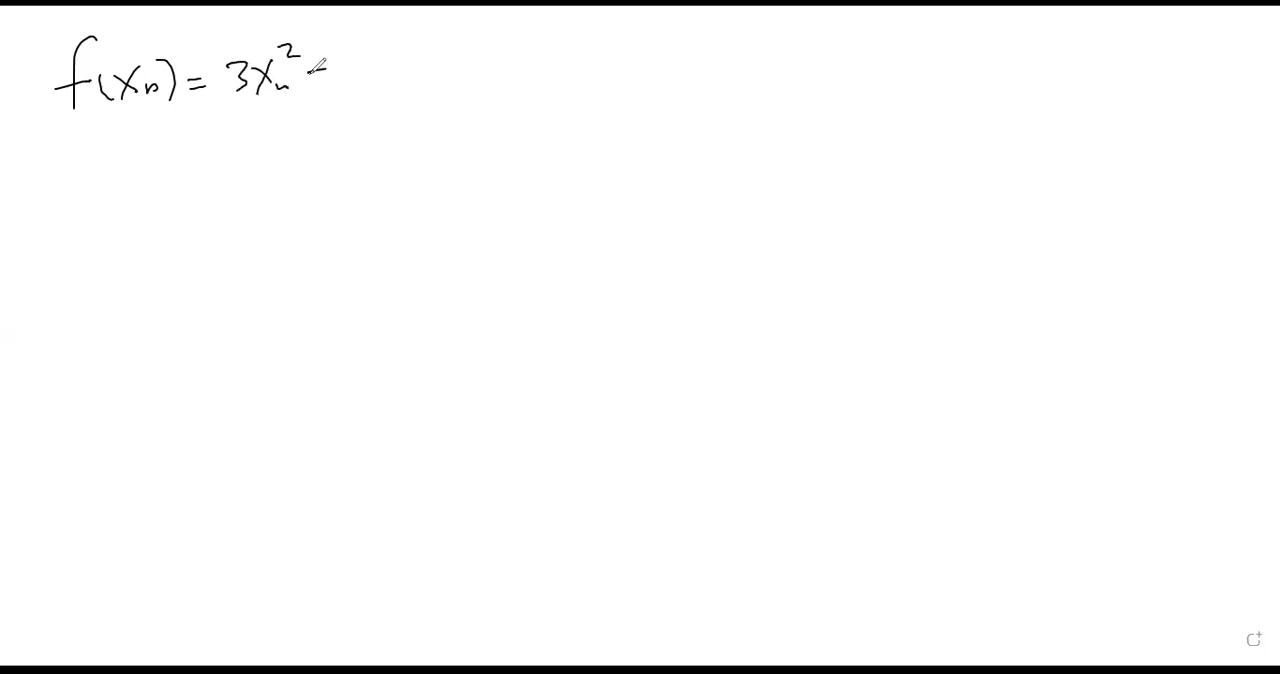 f(xₙ) = 3xₙ² -